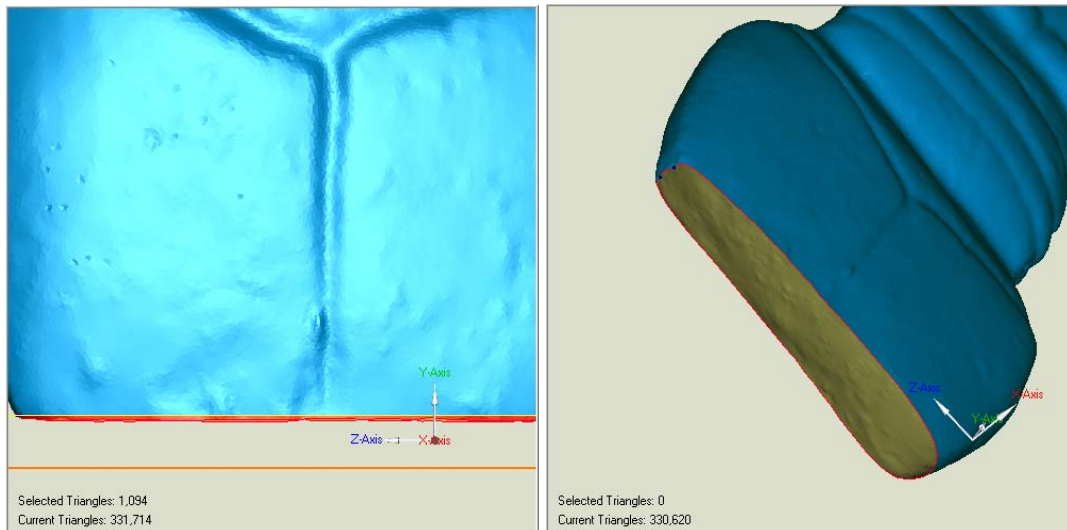 Y-Axis
Z-Axis
X-Axis
Selected Triangles: 1,094
Current Triangles: 331,714
Z-Axis
X-Axis
Y-Axis
Selected Triangles: 0
Current Triangles: 330,620